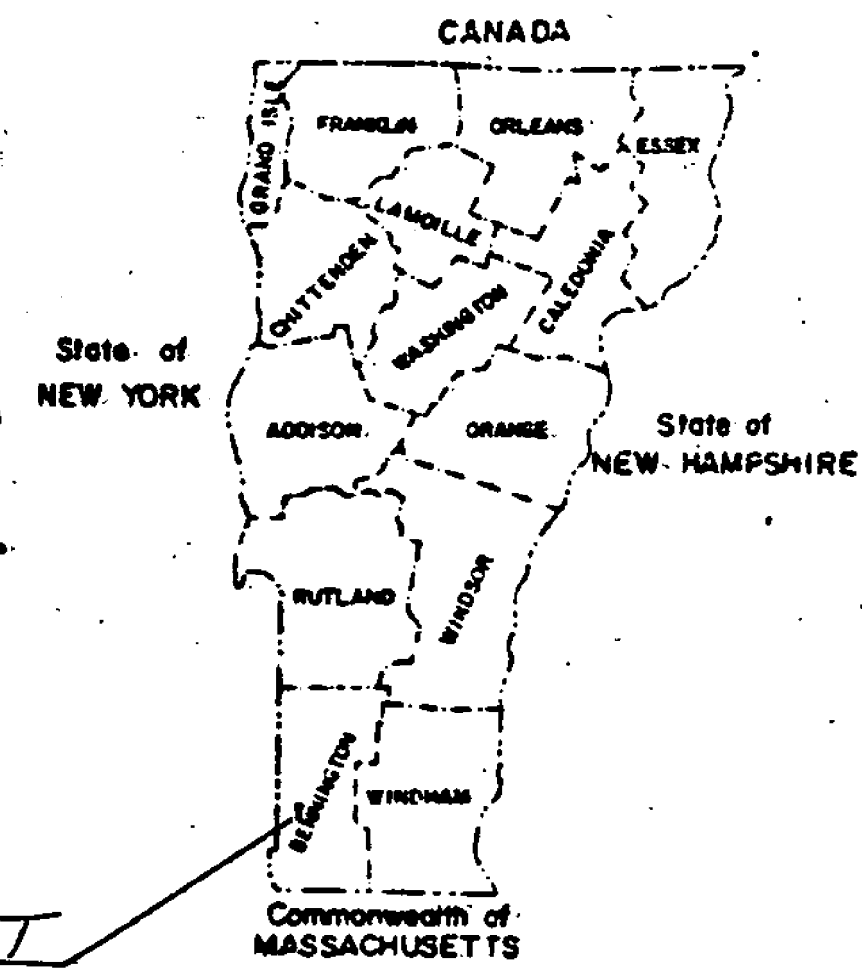 CANADA
GRAND ISLE
FRANKLIN
ORLEANS
ESSEX
LAMOILLE
CHITTENDEN
CALEDONIA
WASHINGTON
State of
NEW YORK
ADDISON
ORANGE
State of
NEW HAMPSHIRE
RUTLAND
WINDSOR
BENNINGTON
WINDHAM
Commonwealth of
MASSACHUSETTS